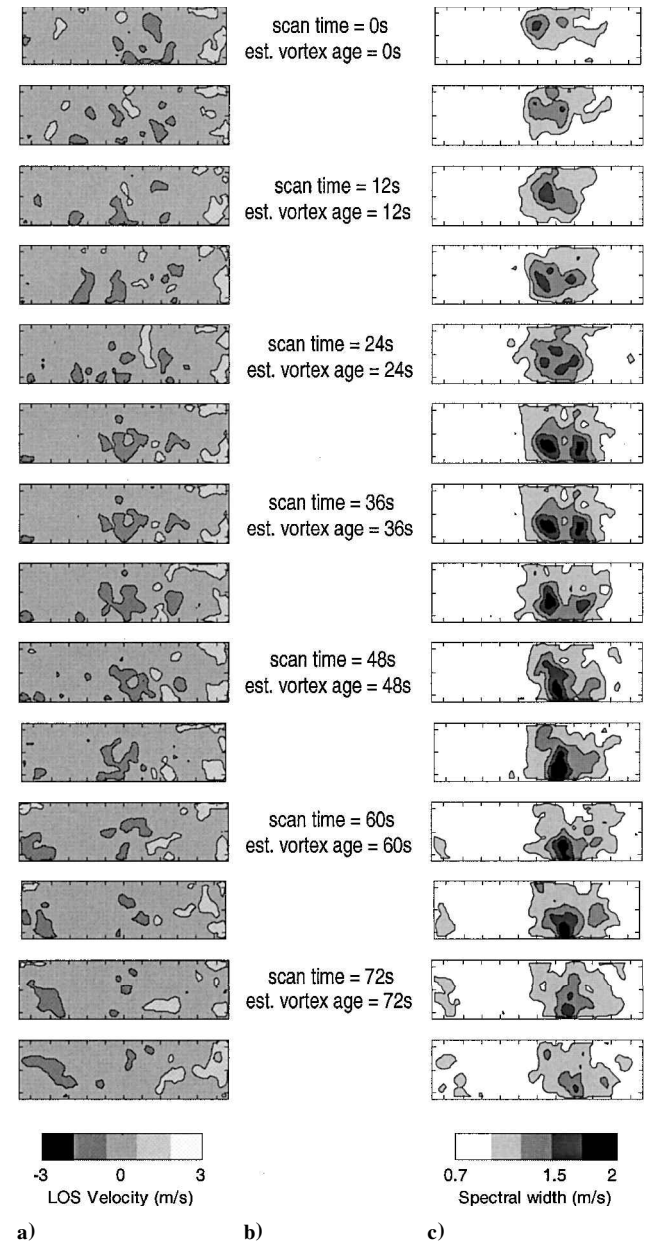 scan time = 0s
est. vortex age = 0s
scan time = 12s
est. vortex age = 12s
scan time = 24s
est. vortex age = 24s
scan time = 36s
est. vortex age = 36s
scan time = 48s
est. vortex age = 48s
scan time = 60s
est. vortex age = 60s
scan time = 72s
est. vortex age = 72s
-3 0 3
LOS Velocity (m/s)
0.7 1.5 2
Spectral width (m/s)
a) b) c)